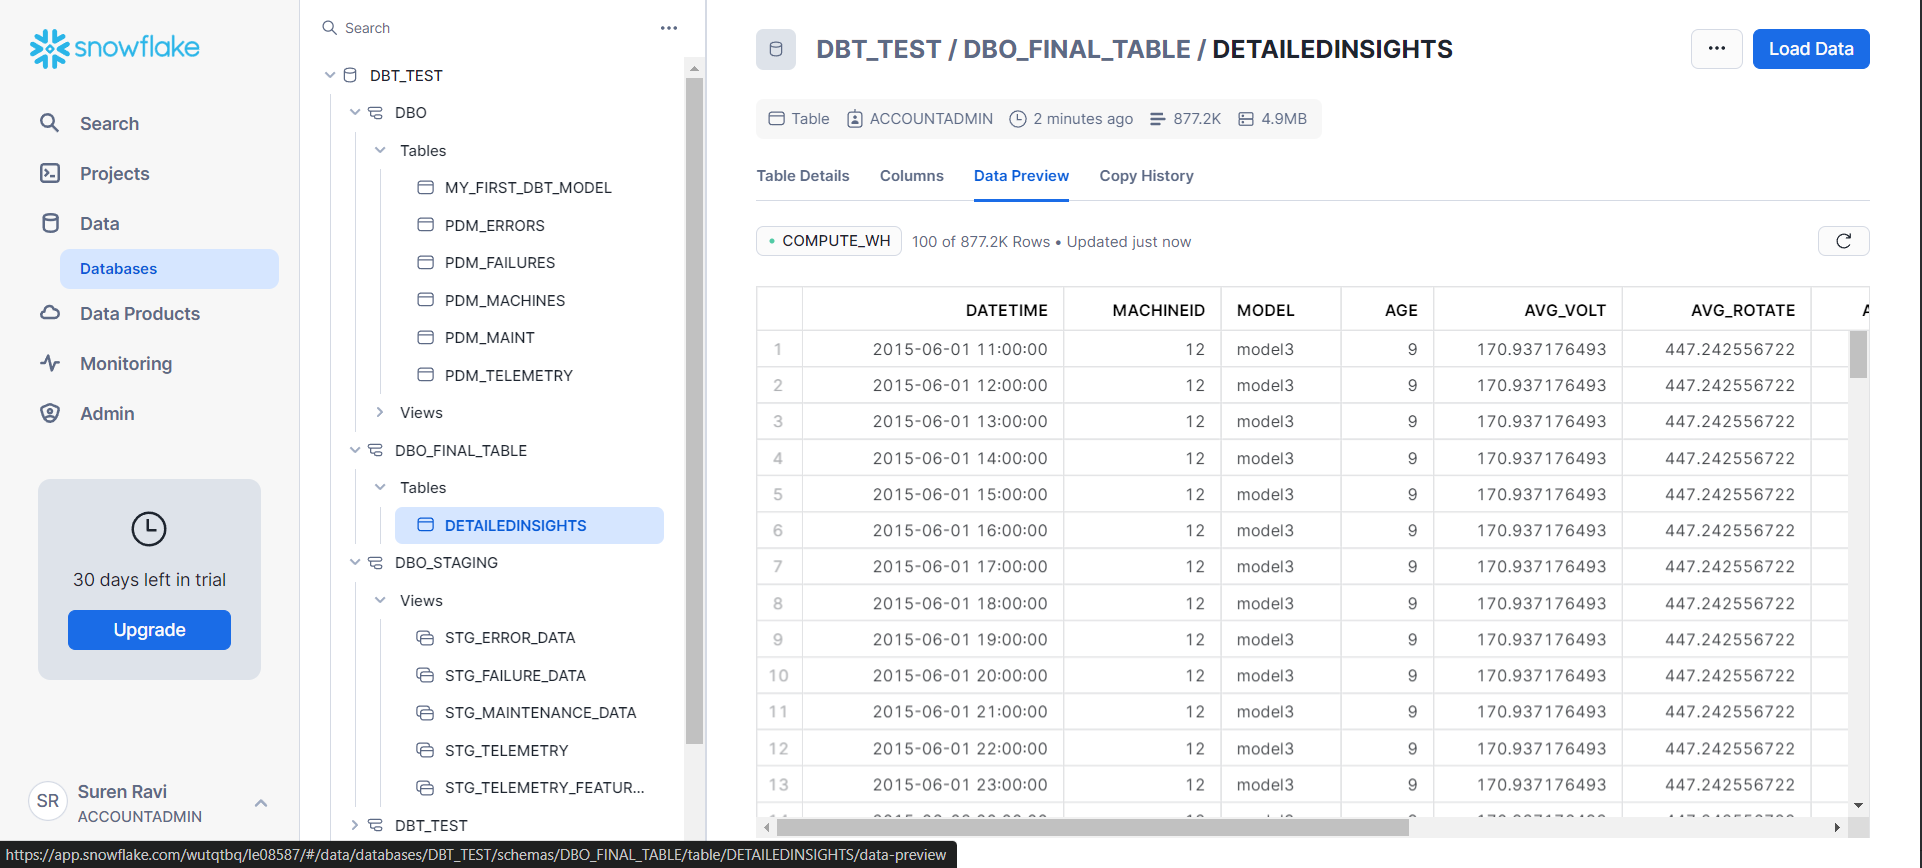 snowflake
Search
Projects
Data
Databases
Data Products
Monitoring
Admin
30 days left in trial
Upgrade
SR
Suren Ravi
ACCOUNTADMIN
Search
DBT_TEST
DBO
Tables
MY_FIRST_DBT_MODEL
PDM_ERRORS
PDM_FAILURES
PDM_MACHINES
PDM_MAINT
PDM_TELEMETRY
Views
DBO_FINAL_TABLE
Tables
DETAILEDINSIGHTS
DBO_STAGING
Views
STG_ERROR_DATA
STG_FAILURE_DATA
STG_MAINTENANCE_DATA
STG_TELEMETRY
STG_TELEMETRY_FEATUR...
DBT_TEST
DBT_TEST / DBO_FINAL_TABLE / DETAILEDINSIGHTS
Load Data
Table ACCOUNTADMIN 2 minutes ago 877.2K 4.9MB
Table Details Columns Data Preview Copy History
COMPUTE_WH 100 of 877.2K Rows • Updated just now
DATETIME MACHINEID MODEL AGE AVG_VOLT AVG_ROTATE
1 2015-06-01 11:00:00 12 model3 9 170.937176493 447.242556722
2 2015-06-01 12:00:00 12 model3 9 170.937176493 447.242556722
3 2015-06-01 13:00:00 12 model3 9 170.937176493 447.242556722
4 2015-06-01 14:00:00 12 model3 9 170.937176493 447.242556722
5 2015-06-01 15:00:00 12 model3 9 170.937176493 447.242556722
6 2015-06-01 16:00:00 12 model3 9 170.937176493 447.242556722
7 2015-06-01 17:00:00 12 model3 9 170.937176493 447.242556722
8 2015-06-01 18:00:00 12 model3 9 170.937176493 447.242556722
9 2015-06-01 19:00:00 12 model3 9 170.937176493 447.242556722
10 2015-06-01 20:00:00 12 model3 9 170.937176493 447.242556722
11 2015-06-01 21:00:00 12 model3 9 170.937176493 447.242556722
12 2015-06-01 22:00:00 12 model3 9 170.937176493 447.242556722
13 2015-06-01 23:00:00 12 model3 9 170.937176493 447.242556722
https://app.snowflake.com/wutqtbq/le08587/#/data/databases/DBT_TEST/schemas/DBO_FINAL_TABLE/table/DETAILEDINSIGHTS/data-preview